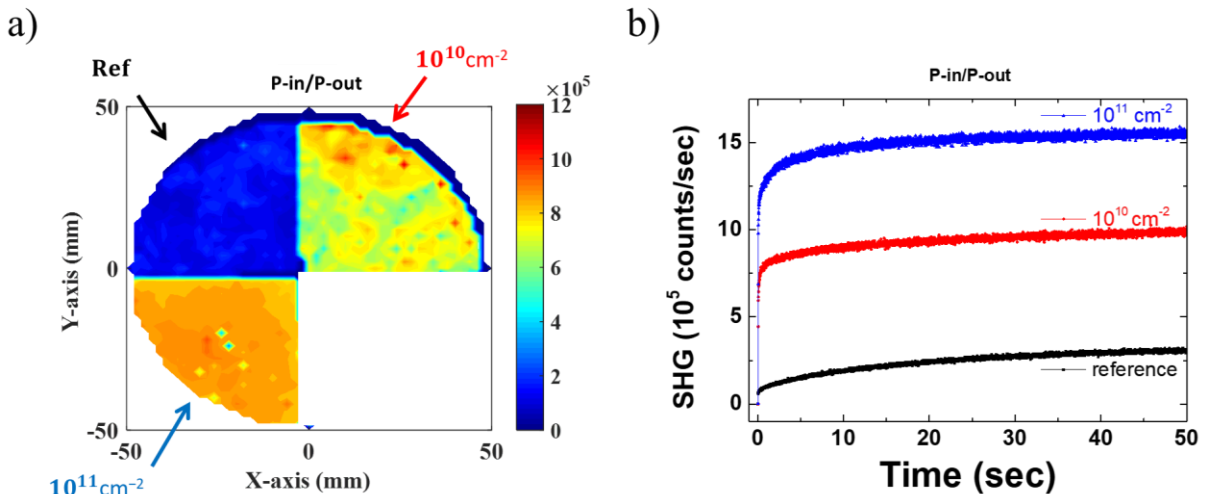 a)
Ref
P-in/P-out
10¹⁰cm⁻²
×10⁵
50
0
-50
Y-axis (mm)
-50
0
50
X-axis (mm)
12
10
8
6
4
2
0
10¹¹cm⁻²
b)
P-in/P-out
SHG (10⁵ counts/sec)
15
10
5
0
10¹¹ cm⁻²
10¹⁰ cm⁻²
reference
0
10
20
30
40
50
Time (sec)